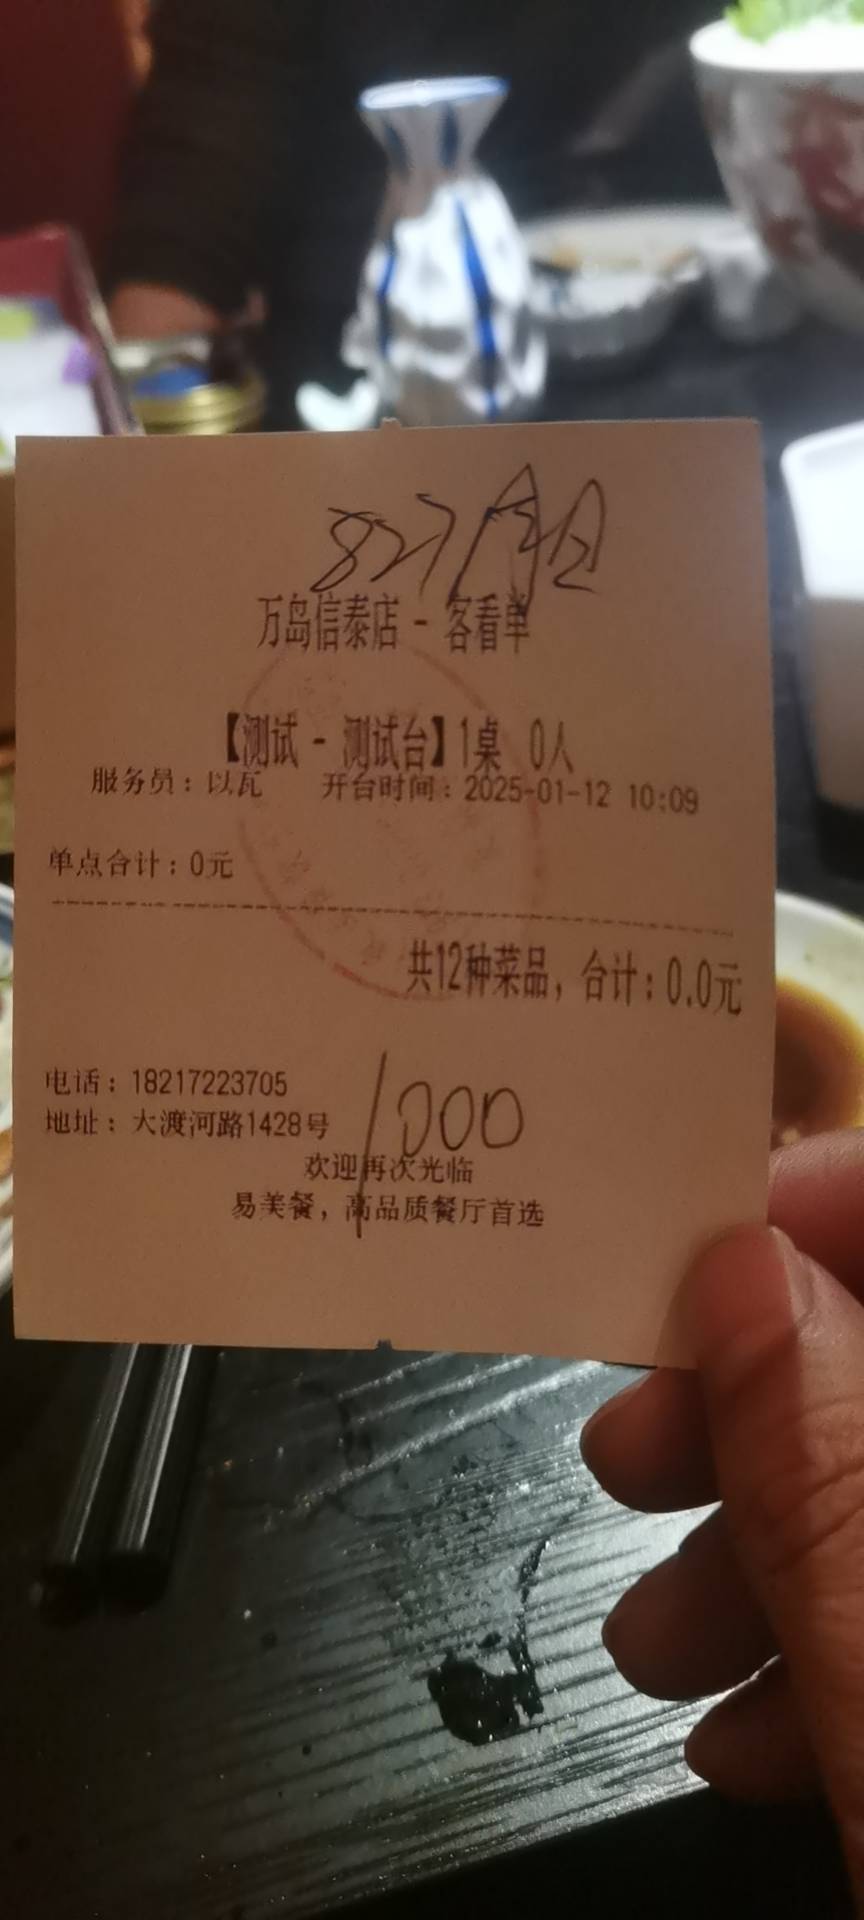 827
万岛信泰店 - 客看单
【测试 - 测试台】1桌 0人
服务员：以瓦 开台时间：2025-01-12 10:09
单点合计：0元
共12种菜品，合计：0.0元
电话：18217223705
地址：大渡河路1428号
1000
欢迎再次光临
易美餐，高品质餐厅首选